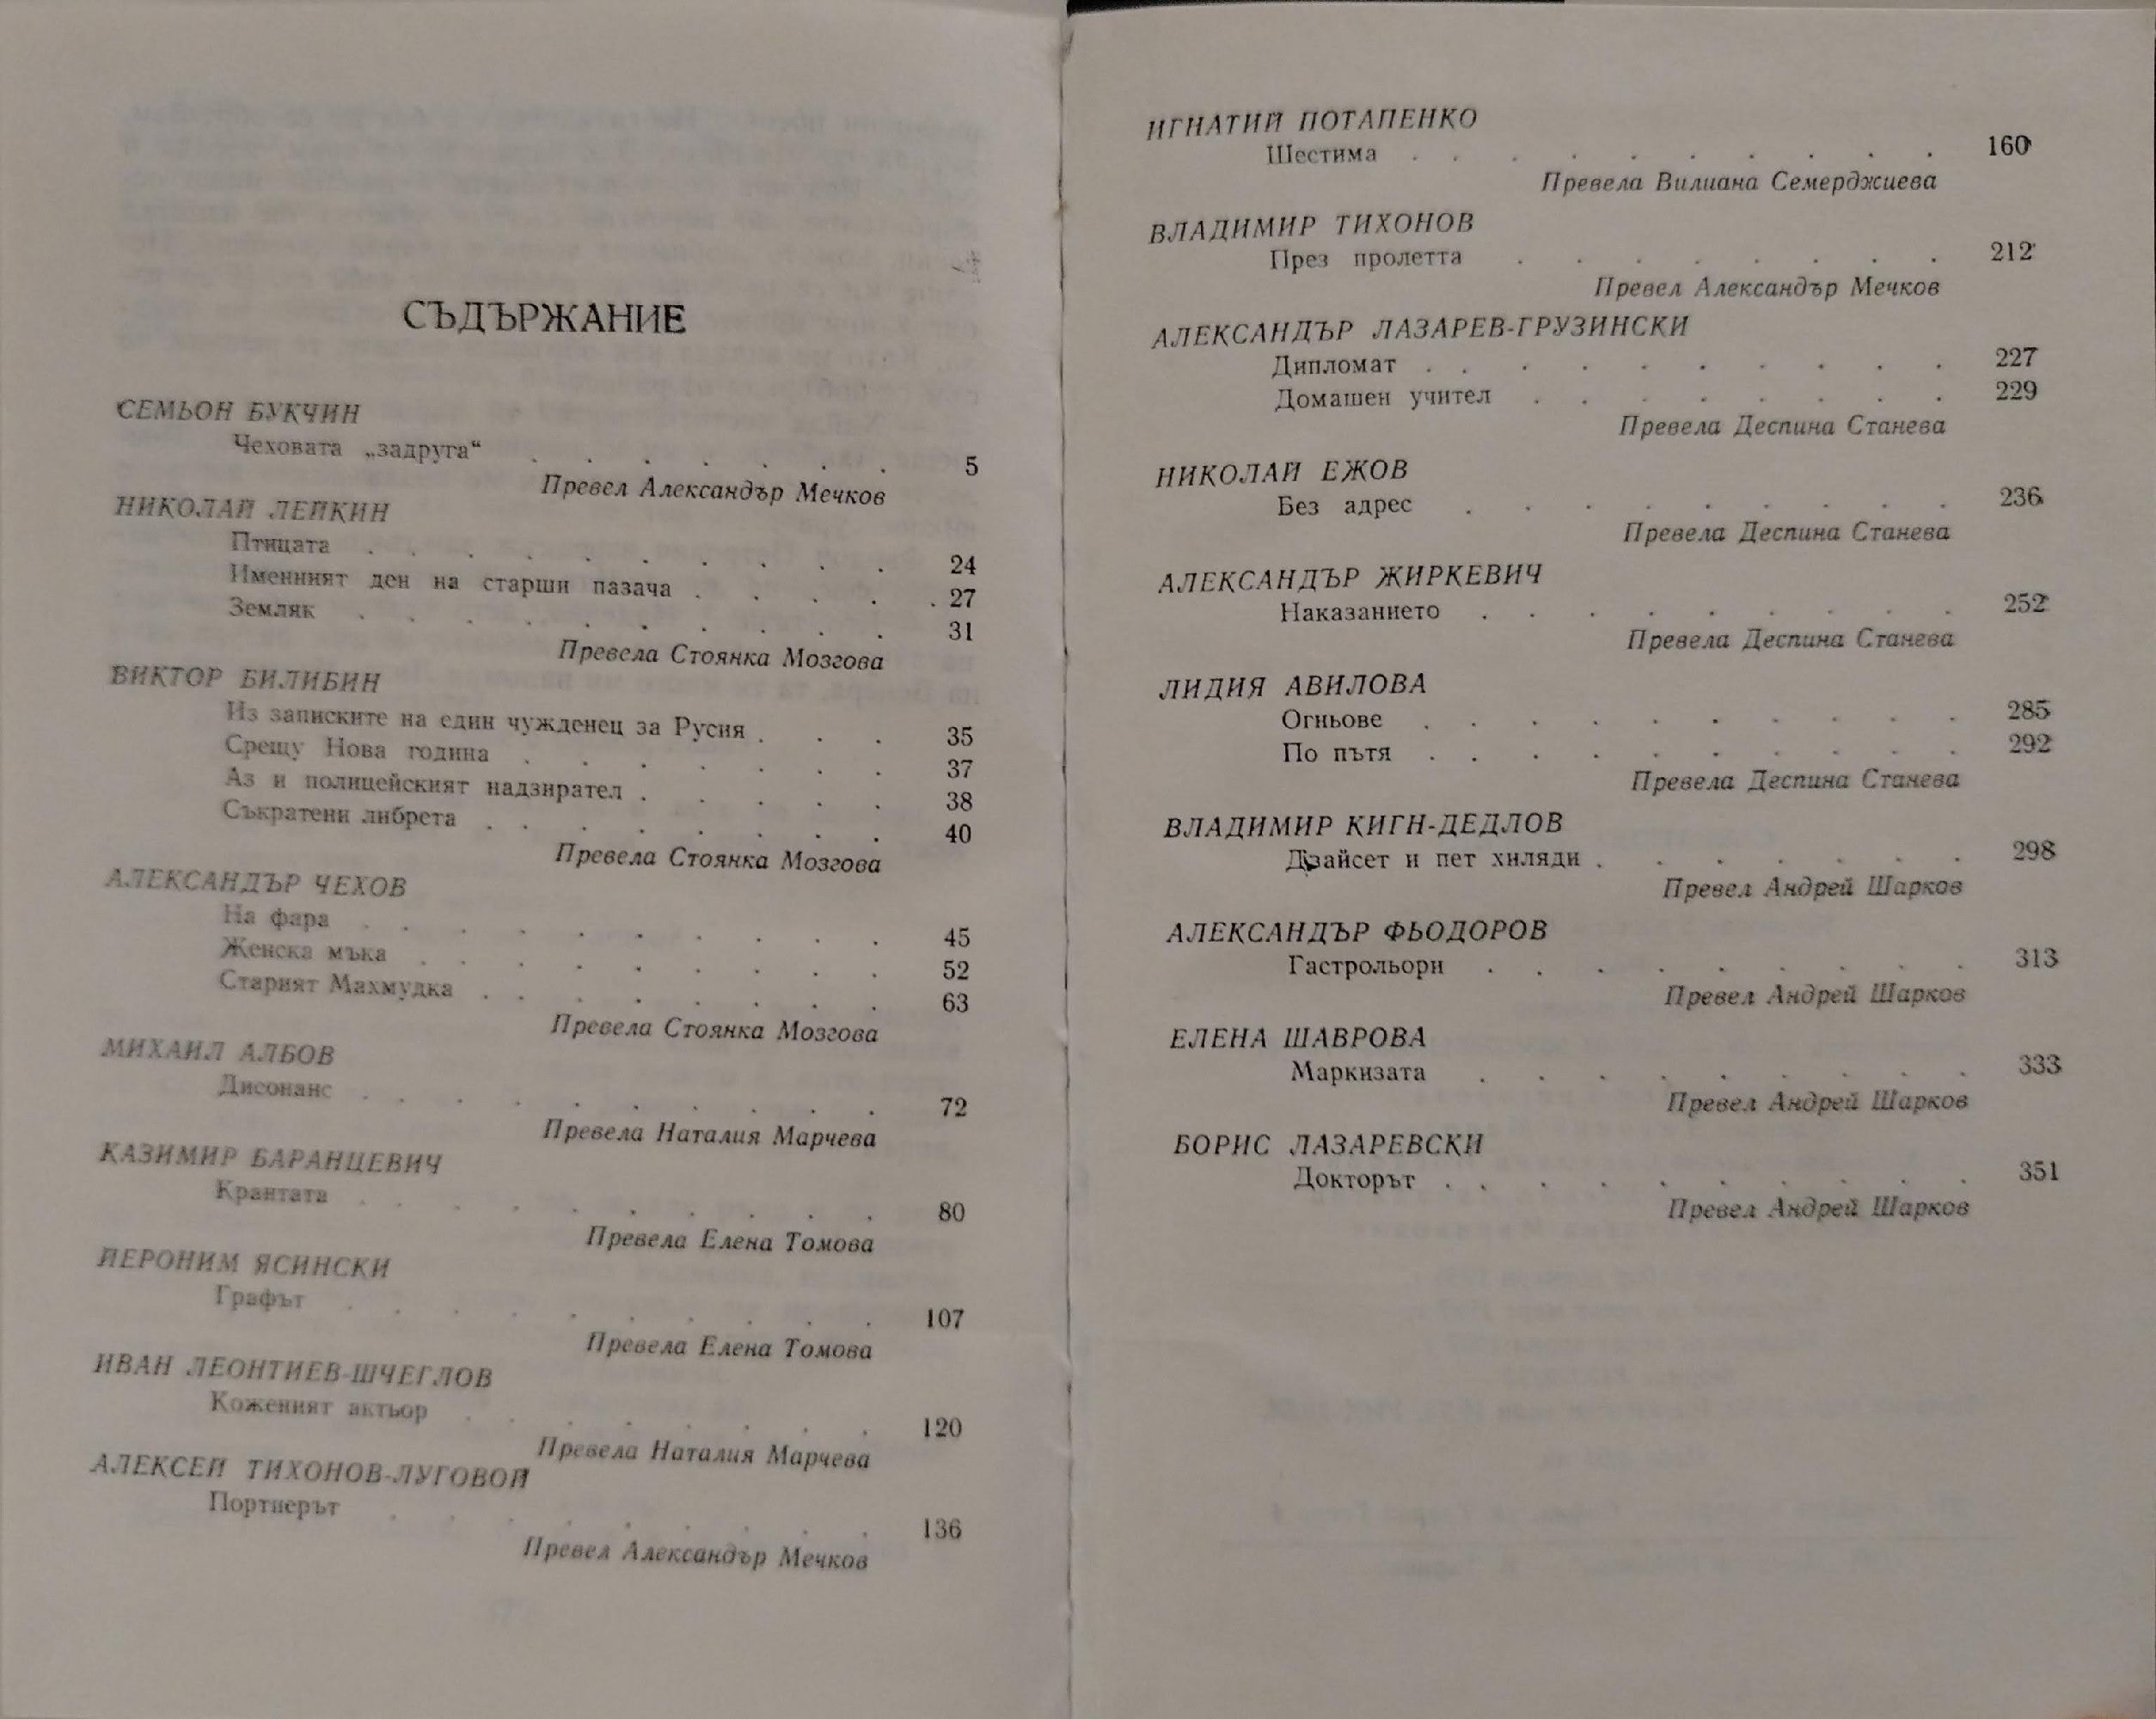 СЪДЪРЖАНИЕ
СЕМЬОН БУКЧИН
Чеховата „задруга“ . . . . . . . 5
Превел Александър Мечков
НИКОЛАЙ ЛЕЙКИН
Птицата . . . . . . . . . 24
Именният ден на старши пазача . . . . . 27
Земляк . . . . . . . . . 31
Превела Стоянка Мозгова
ВИКТОР БИЛИБИН
Из записките на един чужденец за Русия . . . 35
Срещу Нова година . . . . . . . 37
Аз и полицейският надзирател . . . . . 38
Съкратени либрета . . . . . . . . 40
Превела Стоянка Мозгова
АЛЕКСАНДЪР ЧЕХОВ
На фара . . . . . . . . . . 45
Женска мъка . . . . . . . . . 52
Старият Махмудка . . . . . . . . 63
Превела Стоянка Мозгова
МИХАИЛ АЛБОВ
Дисонанс . . . . . . . . . . 72
Превела Наталия Марчева
КАЗИМИР БАРАНЦЕВИЧ
Крантата . . . . . . . . . . 80
Превела Елена Томова
ЙЕРОНИМ ЯСИНСКИ
Графът . . . . . . . . . . 107
Превела Елена Томова
ИВАН ЛЕОНТИЕВ-ШЧЕГЛОВ
Коженият актьор . . . . . . . . 120
Превела Наталия Марчева
АЛЕКСЕЙ ТИХОНОВ-ЛУГОВОЙ
Портиерът . . . . . . . . . 136
Превел Александър Мечков
ИГНАТИЙ ПОТАПЕНКО
Шестима . . . . . . . . . . 160
Превела Вилиана Семерджиева
ВЛАДИМИР ТИХОНОВ
През пролетта . . . . . . . . 212
Превел Александър Мечков
АЛЕКСАНДЪР ЛАЗАРЕВ-ГРУЗИНСКИ
Дипломат . . . . . . . . . . 227
Домашен учител . . . . . . . . 229
Превела Деспина Станева
НИКОЛАЙ ЕЖОВ
Без адрес . . . . . . . . . 236
Превела Деспина Станева
АЛЕКСАНДЪР ЖИРКЕВИЧ
Наказанието . . . . . . . . . 252
Превела Деспина Станева
ЛИДИЯ АВИЛОВА
Огньове . . . . . . . . . . 285
По пътя . . . . . . . . . . 292
Превела Деспина Станева
ВЛАДИМИР КИГН-ДЕДЛОВ
Двайсет и пет хиляди . . . . . . . 298
Превел Андрей Шарков
АЛЕКСАНДЪР ФЬОДОРОВ
Гастрольори . . . . . . . . . 313
Превел Андрей Шарков
ЕЛЕНА ШАВРОВА
Маркизата . . . . . . . . . 333
Превел Андрей Шарков
БОРИС ЛАЗАРЕВСКИ
Докторът . . . . . . . . . . 351
Превел Андрей Шарков